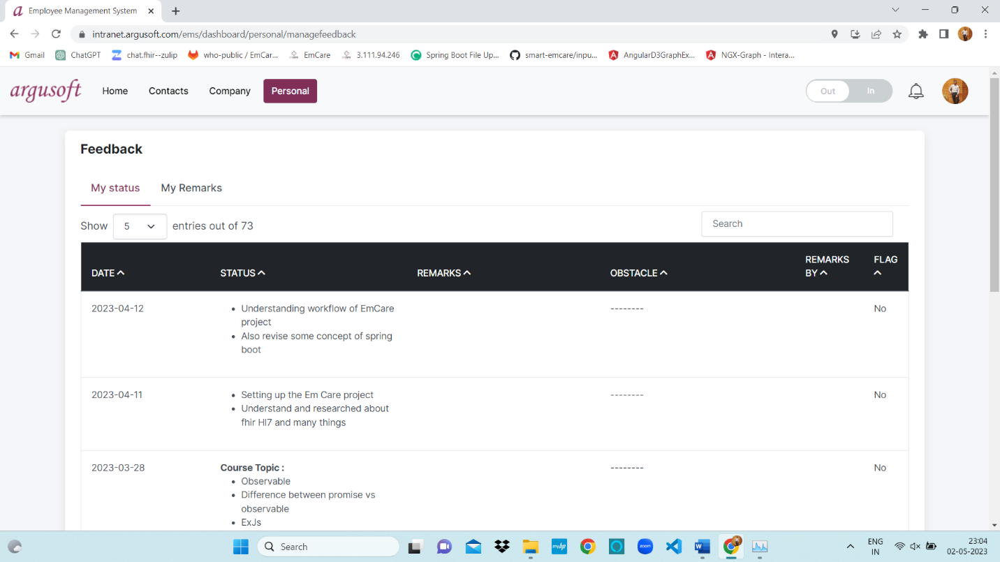 a Employee Management System
intranet.argusoft.com/ems/dashboard/personal/managefeedback
Gmail ChatGPT chat.fhir--zulip who-public / EmCar... EmCare 3.111.94.246 Spring Boot File Up... smart-emcare/inpu... AngularD3GraphEx... NGX-Graph - Intera...
argusoft Home Contacts Company Personal Out In
Feedback
My status My Remarks
Show 5 entries out of 73 Search
DATE STATUS REMARKS OBSTACLE REMARKS BY FLAG
2023-04-12 • Understanding workflow of EmCare -------- No
project
• Also revise some concept of spring
boot
2023-04-11 • Setting up the Em Care project -------- No
• Understand and researched about
fhir Hl7 and many things
2023-03-28 Course Topic : -------- No
• Observable
• Difference between promise vs
observable
• ExJs
Search myhp zoom W ENG 23:04
IN 02-05-2023